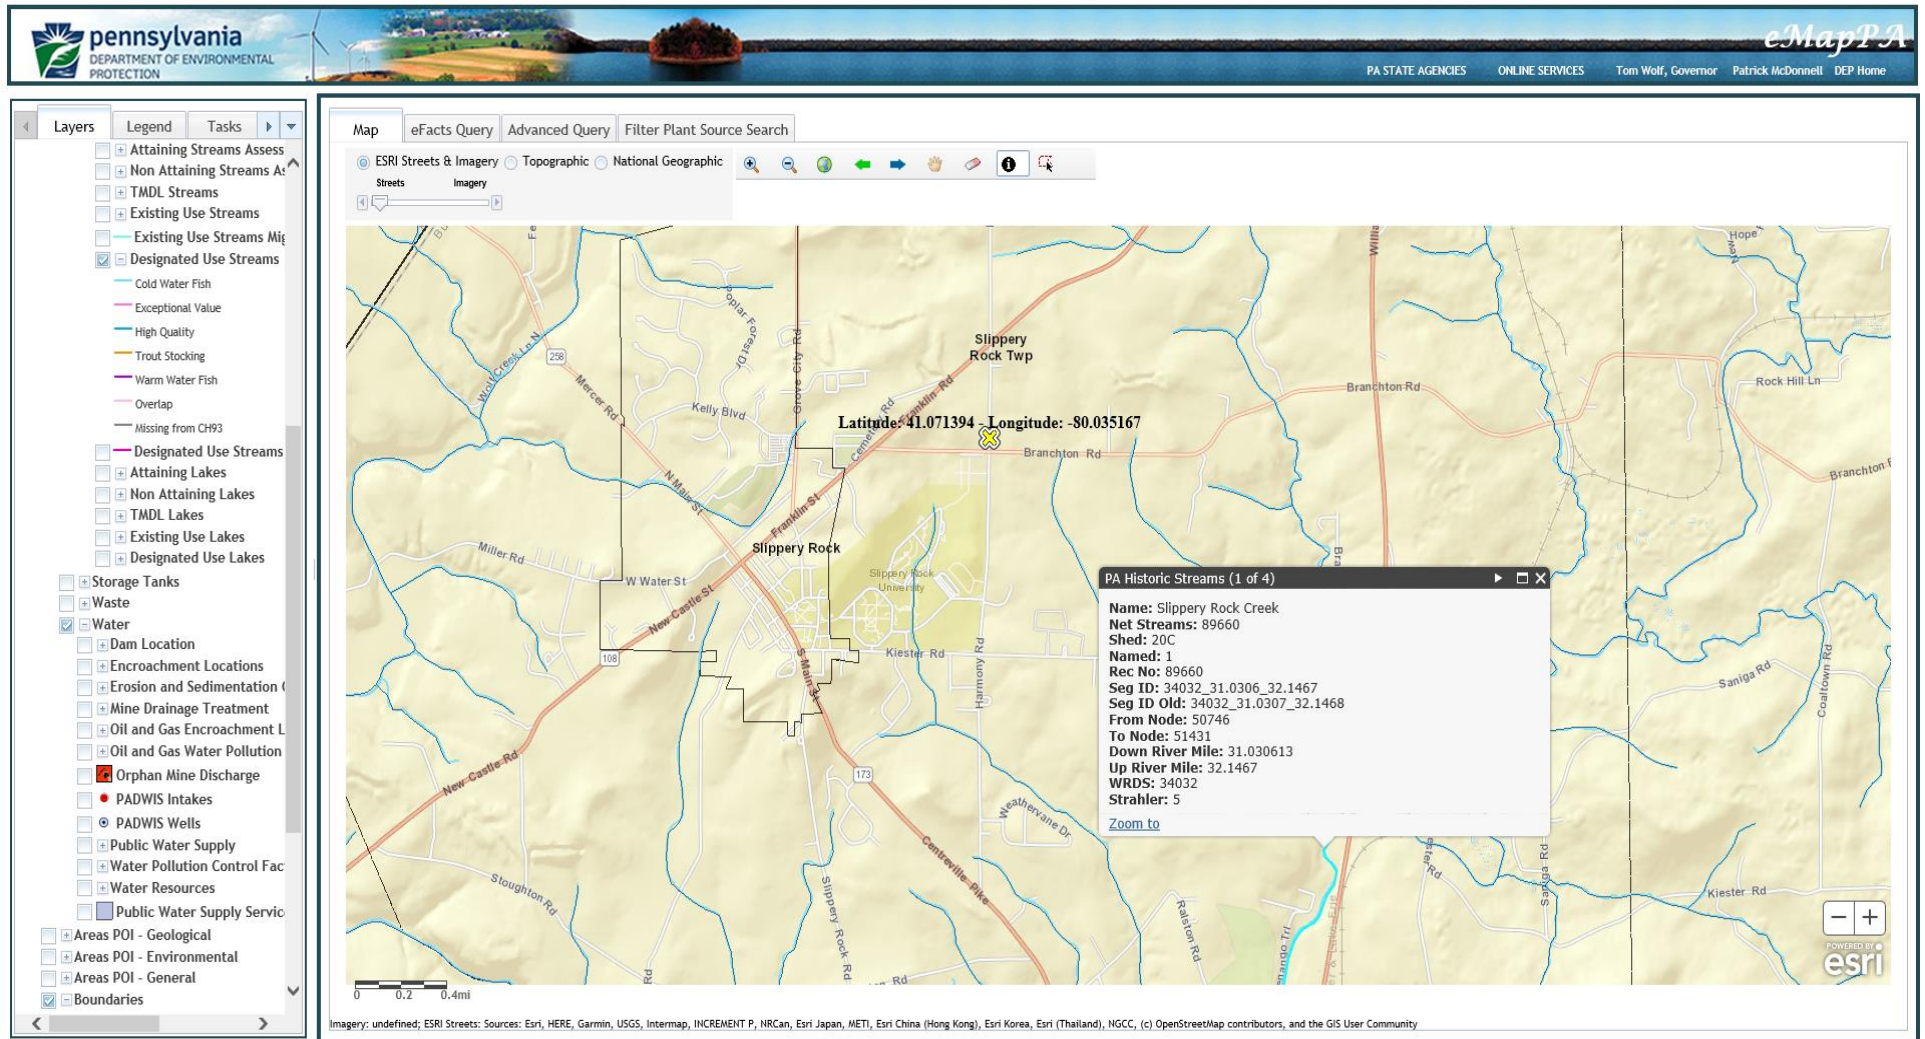 pennsylvania
DEPARTMENT OF ENVIRONMENTAL
PROTECTION
eMapPA
PA STATE AGENCIES ONLINE SERVICES Tom Wolf, Governor Patrick McDonnell DEP Home
Layers Legend Tasks
Attaining Streams Assess
Non Attaining Streams As
TMDL Streams
Existing Use Streams
Existing Use Streams Mig
Designated Use Streams
Cold Water Fish
Exceptional Value
High Quality
Trout Stocking
Warm Water Fish
Overlap
Missing from CH93
Designated Use Streams
Attaining Lakes
Non Attaining Lakes
TMDL Lakes
Existing Use Lakes
Designated Use Lakes
Storage Tanks
Waste
Water
Dam Location
Encroachment Locations
Erosion and Sedimentation
Mine Drainage Treatment
Oil and Gas Encroachment L
Oil and Gas Water Pollution
Orphan Mine Discharge
PADWIS Intakes
PADWIS Wells
Public Water Supply
Water Pollution Control Fac
Water Resources
Public Water Supply Servic
Areas POI - Geological
Areas POI - Environmental
Areas POI - General
Boundaries
Map eFacts Query Advanced Query Filter Plant Source Search
ESRI Streets & Imagery Topographic National Geographic
Streets Imagery
Hope
New
Willia
Poplar Forest Dr
Grove City Rd
Wolf Creek Ln N
258
Mercer Rd
Kelly Blvd
Slippery
Rock Twp
Cemetery Rd
Franklin Rd
Branchton Rd
Rock Hill Ln
Latitude: 41.071394 - Longitude: -80.035167
Branchton Rd
Branchton R
N Main St
Franklin St
Slippery Rock
Miller Rd
W Water St
New Castle St
Slippery Rock
University
Bra
108
S Main St
Kiester Rd
Harmony Rd
Saniga Rd
Coaltown Rd
New Castle Rd
173
Weathervane Dr
Centreville Pike
Stoughton Rd
Slippery Rock Rd
Ralston Rd
Rd
Rd
nango Trl
ester Rd
Saniga Rd
Kiester Rd
PA Historic Streams (1 of 4)
Name: Slippery Rock Creek
Net Streams: 89660
Shed: 20C
Named: 1
Rec No: 89660
Seg ID: 34032_31.0306_32.1467
Seg ID Old: 34032_31.0307_32.1468
From Node: 50746
To Node: 51431
Down River Mile: 31.030613
Up River Mile: 32.1467
WRDS: 34032
Strahler: 5
Zoom to
POWERED BY
esri
0 0.2 0.4mi
Imagery: undefined; ESRI Streets: Sources: Esri, HERE, Garmin, USGS, Intermap, INCREMENT P, NRCan, Esri Japan, METI, Esri China (Hong Kong), Esri Korea, Esri (Thailand), NGCC, (c) OpenStreetMap contributors, and the GIS User Community